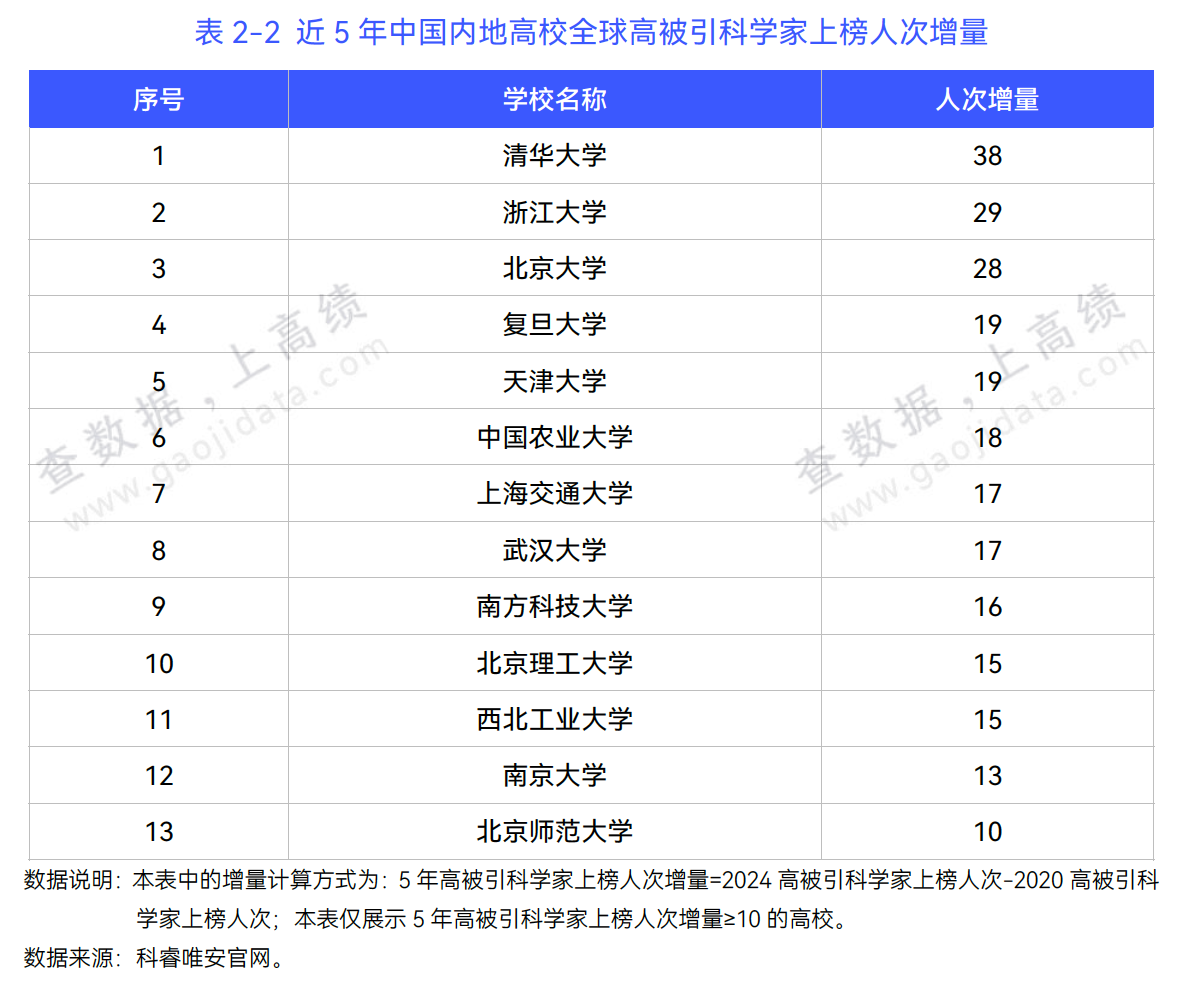 表 2-2 近 5 年中国内地高校全球高被引科学家上榜人次增量
序号 学校名称 人次增量
1 清华大学 38
2 浙江大学 29
3 北京大学 28
4 复旦大学 19
5 天津大学 19
6 中国农业大学 18
7 上海交通大学 17
8 武汉大学 17
9 南方科技大学 16
10 北京理工大学 15
11 西北工业大学 15
12 南京大学 13
13 北京师范大学 10
查数据，上高绩
www.gaojidata.com
查数据，上高绩
www.gaojidata.com
数据说明：本表中的增量计算方式为：5 年高被引科学家上榜人次增量=2024 高被引科学家上榜人次-2020 高被引科
学家上榜人次；本表仅展示 5 年高被引科学家上榜人次增量≥10 的高校。
数据来源：科睿唯安官网。